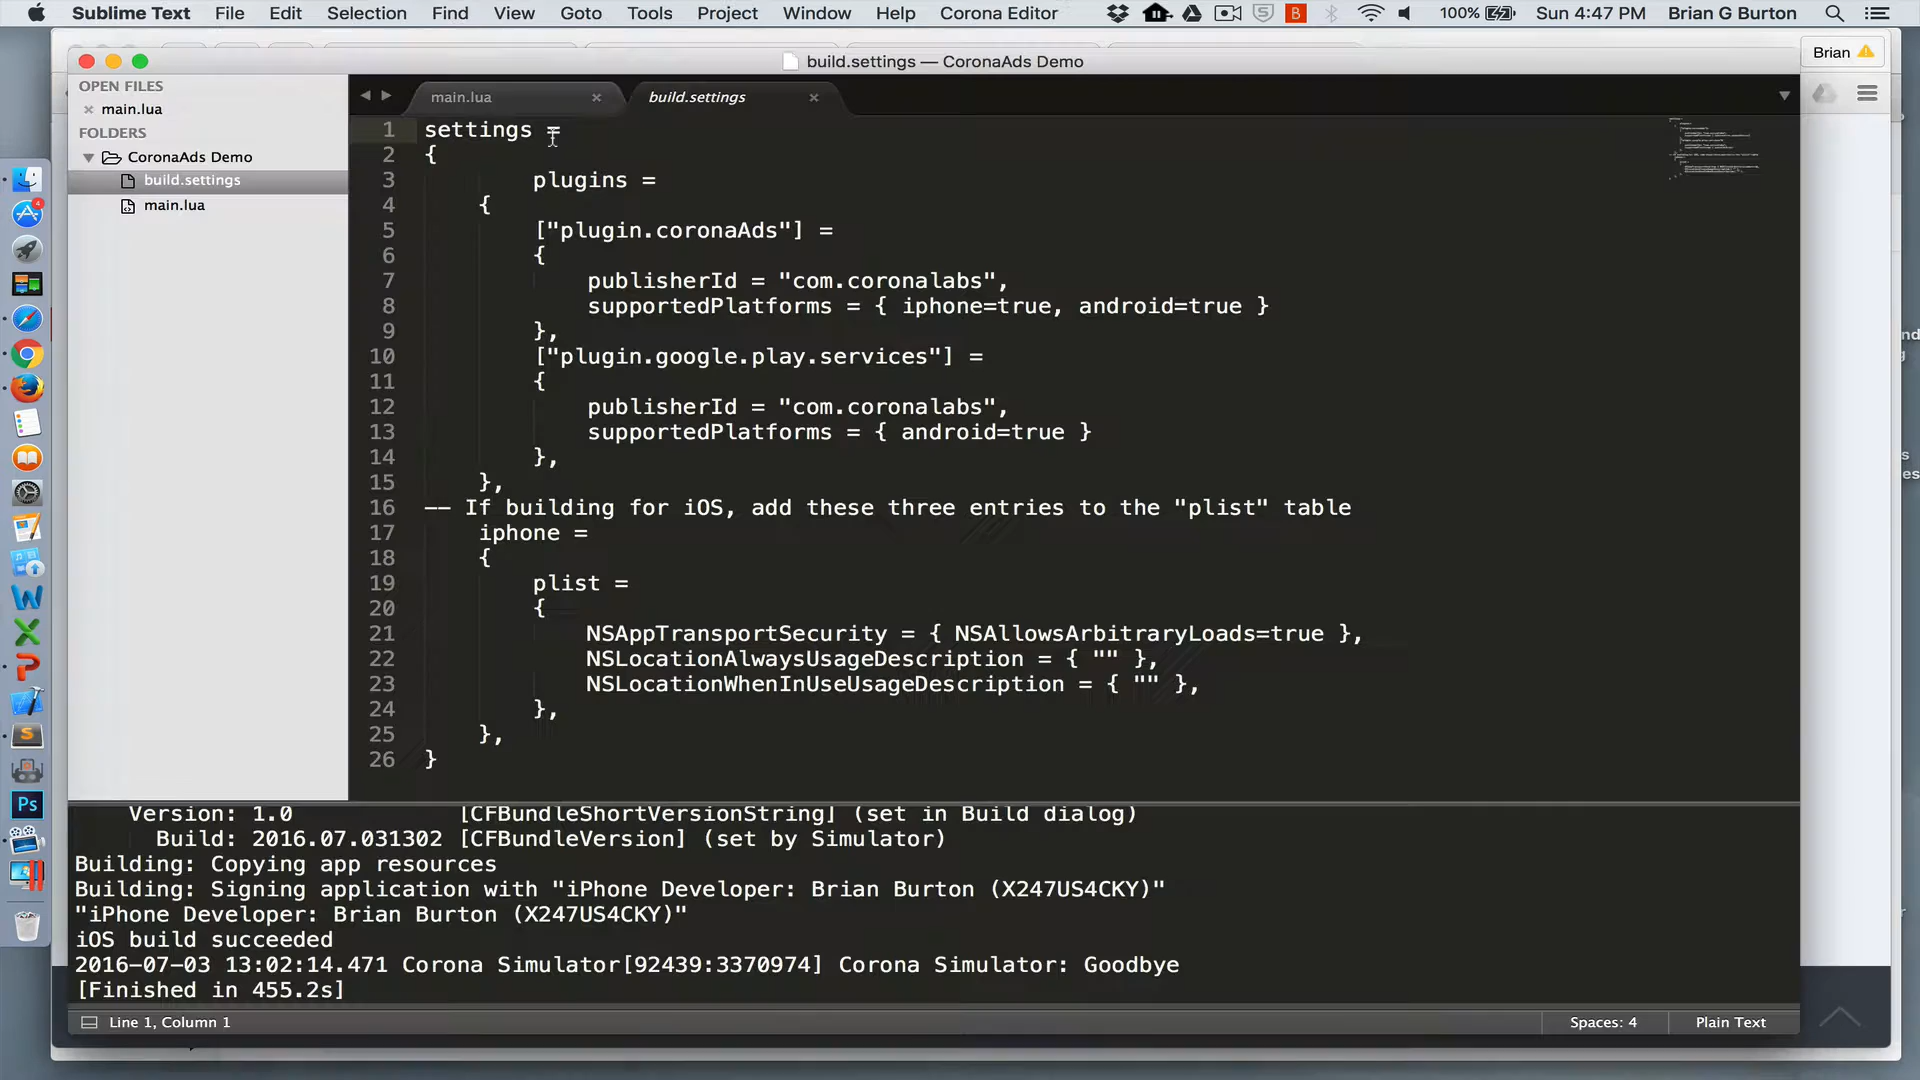 Sublime Text File Edit Selection Find View Goto Tools Project Window Help Corona Editor 100% Sun 4:47 PM Brian G Burton
build.settings — CoronaAds Demo
Brian
OPEN FILES
main.lua
FOLDERS
CoronaAds Demo
build.settings
main.lua
main.lua build.settings
1 settings =
2 {
3 plugins =
4 {
5 ["plugin.coronaAds"] =
6 {
7 publisherId = "com.coronalabs",
8 supportedPlatforms = { iphone=true, android=true }
9 },
10 ["plugin.google.play.services"] =
11 {
12 publisherId = "com.coronalabs",
13 supportedPlatforms = { android=true }
14 },
15 },
16 -- If building for iOS, add these three entries to the "plist" table
17 iphone =
18 {
19 plist =
20 {
21 NSAppTransportSecurity = { NSAllowsArbitraryLoads=true },
22 NSLocationAlwaysUsageDescription = { "" },
23 NSLocationWhenInUseUsageDescription = { "" },
24 },
25 },
26 }
Version: 1.0 [CFBundleShortVersionString] (set in Build dialog)
Build: 2016.07.031302 [CFBundleVersion] (set by Simulator)
Building: Copying app resources
Building: Signing application with "iPhone Developer: Brian Burton (X247US4CKY)"
"iPhone Developer: Brian Burton (X247US4CKY)"
iOS build succeeded
2016-07-03 13:02:14.471 Corona Simulator[92439:3370974] Corona Simulator: Goodbye
[Finished in 455.2s]
Line 1, Column 1 Spaces: 4 Plain Text
Ps